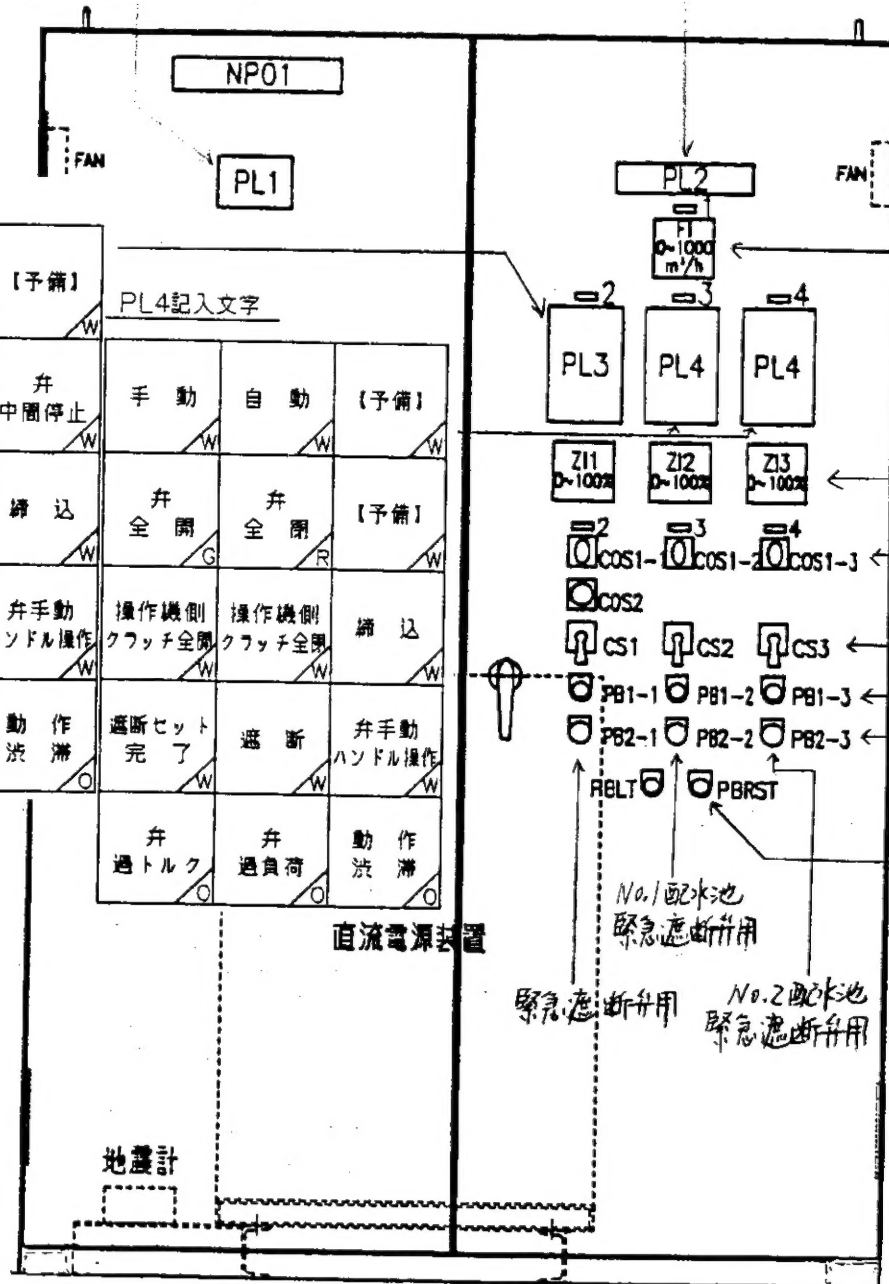 NP01
FAN
PL1
PL2
FAN
FI
0~1000
m³/h
2
3
4
PL3
PL4
PL4
ZI1
0~100%
ZI2
0~100%
ZI3
0~100%
2
3
4
COS1-1
COS1-2
COS1-3
COS2
CS1
CS2
CS3
PB1-1
PB1-2
PB1-3
PB2-1
PB2-2
PB2-3
PBRST
【予備】
W
弁
中間停止
W
締込
W
弁手動
ンドル操作
W
動作
渋滞
O
PL4記入文字
手動
W
自動
W
【予備】
W
弁
全開
G
弁
全閉
R
【予備】
W
操作機側
クラッチ全開
W
操作機側
クラッチ全閉
W
締込
W
遮断セット
完了
W
遮断
W
弁手動
ハンドル操作
W
弁
過トルク
O
弁
過負荷
O
動作
渋滞
O
直流電源装置
No.1配水池
緊急遮断弁用
緊急遮断弁用
No.2配水池
緊急遮断弁用
地震計